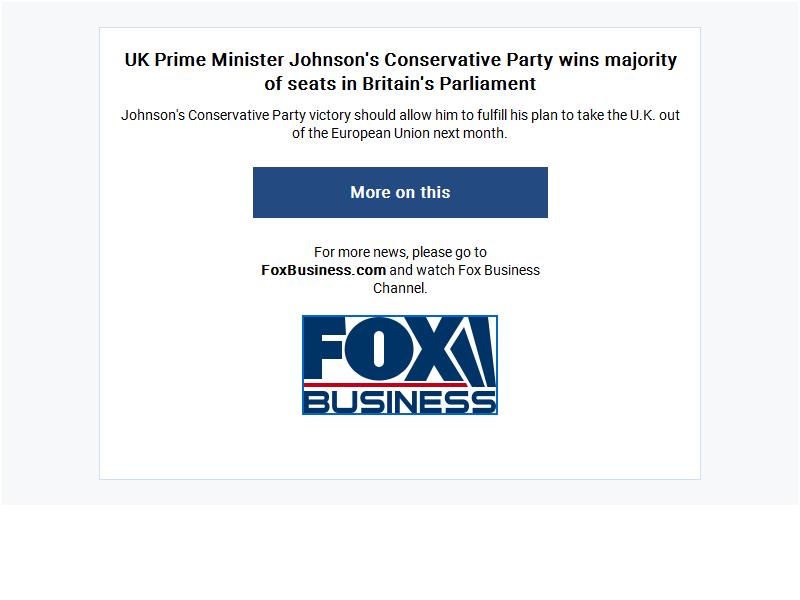 UK Prime Minister Johnson's Conservative Party wins majority
of seats in Britain's Parliament
Johnson's Conservative Party victory should allow him to fulfill his plan to take the U.K. out
of the European Union next month.
More on this
For more news, please go to
FoxBusiness.com and watch Fox Business
Channel.
FOX
BUSINESS